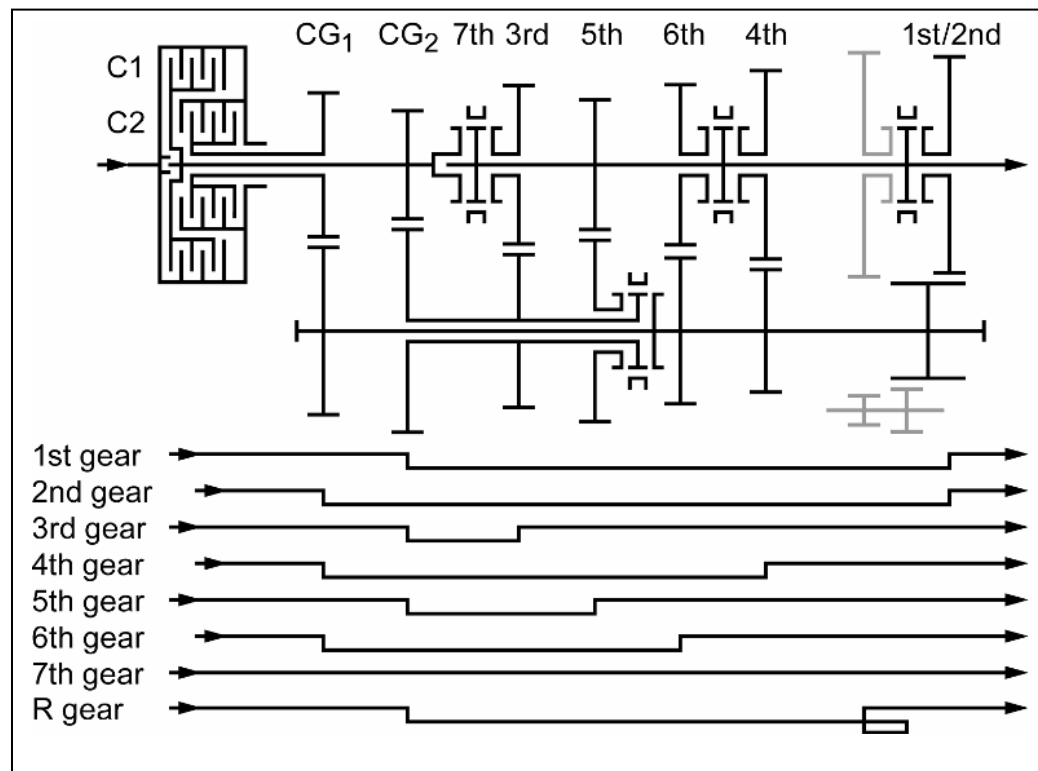 CG1 CG2 7th 3rd 5th 6th 4th 1st/2nd
C1
C2
1st gear
2nd gear
3rd gear
4th gear
5th gear
6th gear
7th gear
R gear